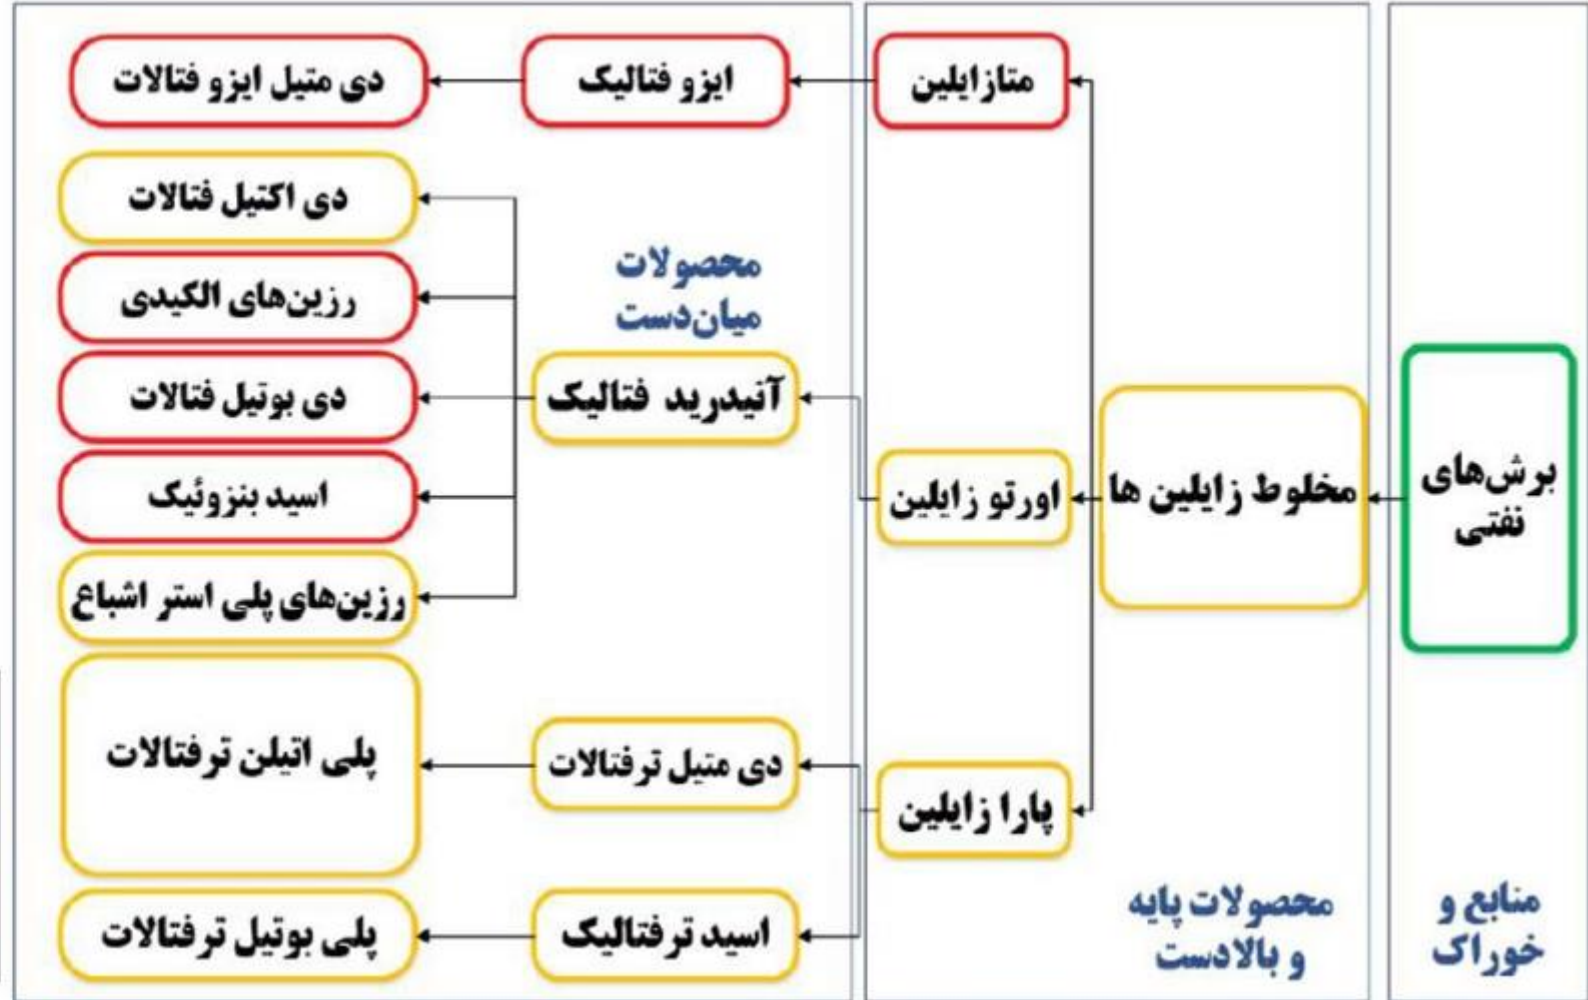 برش‌های
نفتی
منابع و
خوراک
مخلوط زایلین ها
متازایلین
اورتو زایلین
پارا زایلین
محصولات پایه
و بالادست
ایزو فتالیک
محصولات
میان‌دست
آنیدرید فتالیک
دی متیل ترفتالات
اسید ترفتالیک
دی متیل ایزو فتالات
دی اکتیل فتالات
رزین‌های الکیدی
دی بوتیل فتالات
اسید بنزوئیک
رزین‌های پلی استر اشباع
پلی اتیلن ترفتالات
پلی بوتیل ترفتالات